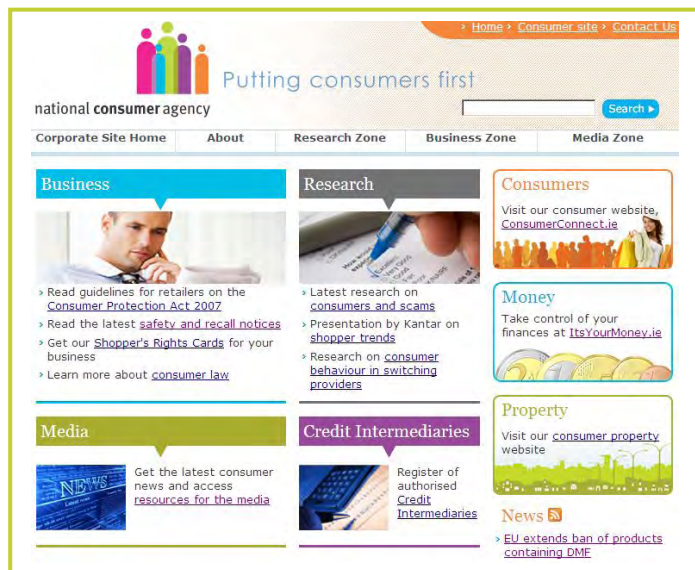 › Home › Consumer site › Contact Us
Putting consumers first
national consumer agency
Search
Corporate Site Home About Research Zone Business Zone Media Zone
Business
› Read guidelines for retailers on the
Consumer Protection Act 2007
› Read the latest safety and recall notices
› Get our Shopper's Rights Cards for your
business
› Learn more about consumer law
Research
› Latest research on
consumers and scams
› Presentation by Kantar on
shopper trends
› Research on consumer
behaviour in switching
providers
Consumers
Visit our consumer website,
ConsumerConnect.ie
Money
Take control of your
finances at ItsYourMoney.ie
Media
NEWS
Get the latest consumer
news and access
resources for the media
Credit Intermediaries
Register of
authorised
Credit
Intermediaries
Property
Visit our consumer property
website
News
› EU extends ban of products
containing DMF